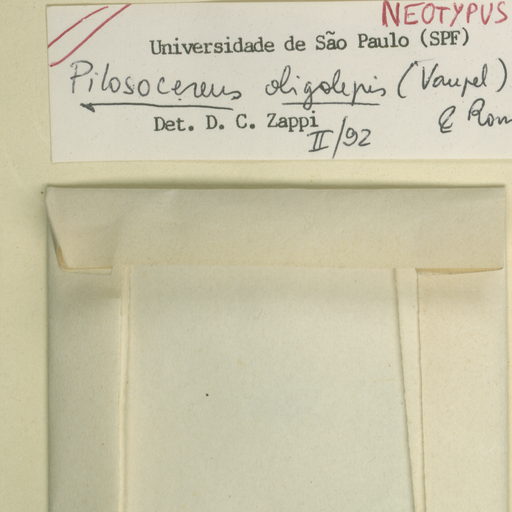 NEOTYPUS
Universidade de São Paulo (SPF)
Pilosocereus oligolepis (Vaupel)
Det. D. C. Zappi
II/92